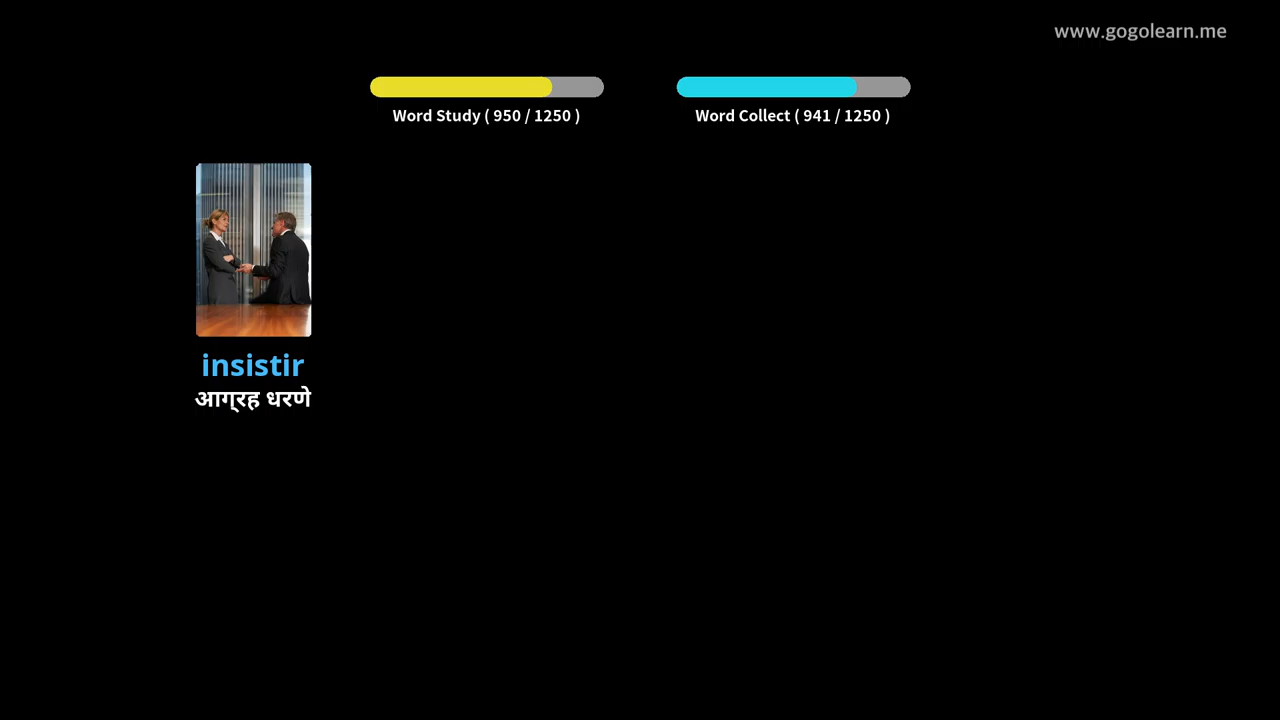 www.gogolearn.me
Word Study ( 950 / 1250 )
Word Collect ( 941 / 1250 )
insistir
आग्रह धरणे